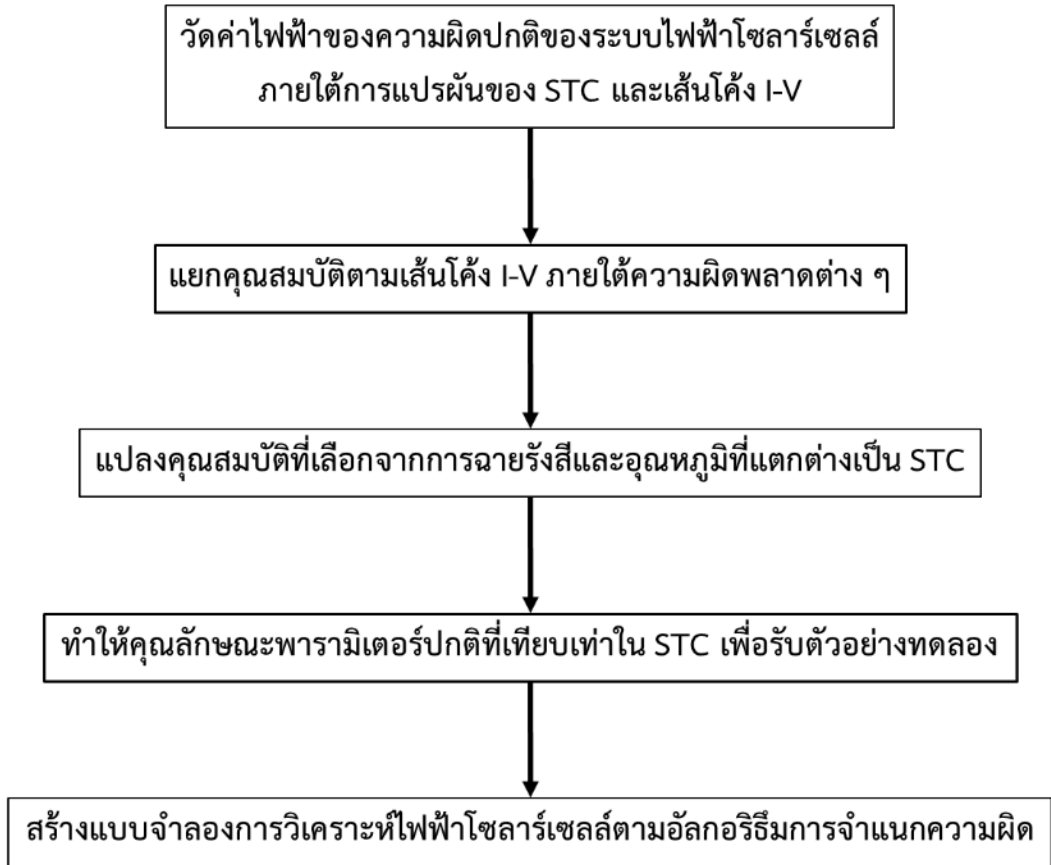 วัดค่าไฟฟ้าของความผิดปกติของระบบไฟฟ้าโซลาร์เซลล์
ภายใต้การแปรผันของ STC และเส้นโค้ง I-V
แยกคุณสมบัติตามเส้นโค้ง I-V ภายใต้ความผิดพลาดต่าง ๆ
แปลงคุณสมบัติที่เลือกจากการฉายรังสีและอุณหภูมิที่แตกต่างเป็น STC
ทำให้คุณลักษณะพารามิเตอร์ปกติที่เทียบเท่าใน STC เพื่อรับตัวอย่างทดลอง
สร้างแบบจำลองการวิเคราะห์ไฟฟ้าโซลาร์เซลล์ตามอัลกอริธึมการจำแนกความผิด